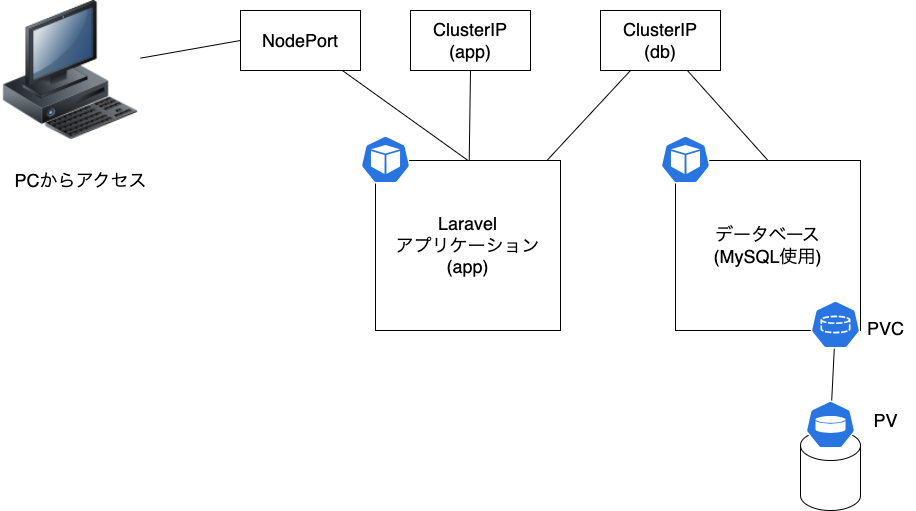 NodePort
ClusterIP
(app)
ClusterIP
(db)
PCからアクセス
Laravel
アプリケーション
(app)
データベース
(MySQL使用)
PVC
PV